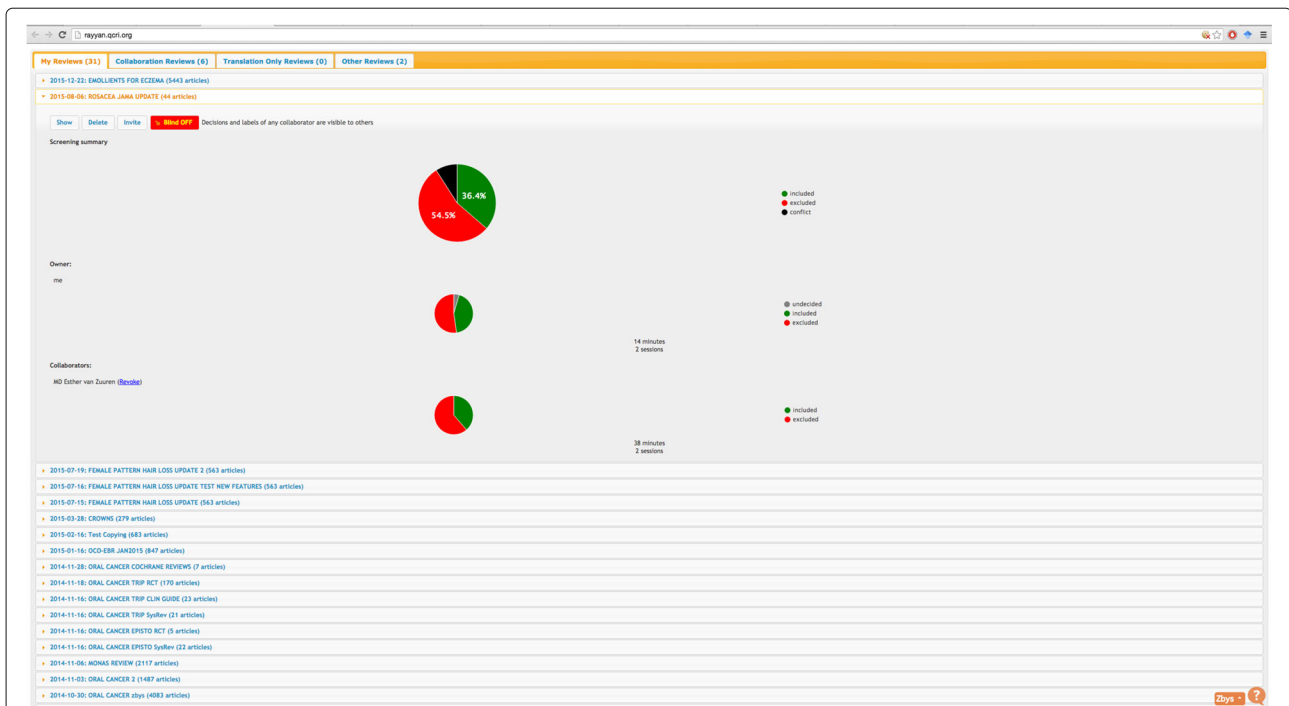 rayyan.qcri.org
My Reviews (31) Collaboration Reviews (6) Translation Only Reviews (0) Other Reviews (2)
2015-12-22: EMOLLIENTS FOR ECZEMA (5443 articles)
2015-08-06: ROSACEA JAMA UPDATE (44 articles)
Show Delete Invite Blind OFF Decisions and labels of any collaborator are visible to others
Screening summary
36.4%
54.5%
included
excluded
conflict
Owner:
me
undecided
included
excluded
14 minutes
2 sessions
Collaborators:
MD Esther van Zuuren (Revoke)
included
excluded
38 minutes
2 sessions
2015-07-19: FEMALE PATTERN HAIR LOSS UPDATE 2 (563 articles)
2015-07-16: FEMALE PATTERN HAIR LOSS UPDATE TEST NEW FEATURES (563 articles)
2015-07-15: FEMALE PATTERN HAIR LOSS UPDATE (563 articles)
2015-03-28: CROWNS (279 articles)
2015-02-16: Test Copying (683 articles)
2015-01-16: OCO-EBR JAN2015 (847 articles)
2014-11-28: ORAL CANCER COCHRANE REVIEWS (7 articles)
2014-11-18: ORAL CANCER TRIP RCT (170 articles)
2014-11-16: ORAL CANCER TRIP CLIN GUIDE (23 articles)
2014-11-16: ORAL CANCER TRIP SysRev (21 articles)
2014-11-16: ORAL CANCER EPISTO RCT (5 articles)
2014-11-16: ORAL CANCER EPISTO SysRev (22 articles)
2014-11-06: MONAS REVIEW (2117 articles)
2014-11-03: ORAL CANCER 2 (1487 articles)
2014-10-30: ORAL CANCER zbys (4083 articles)
Zbys ?